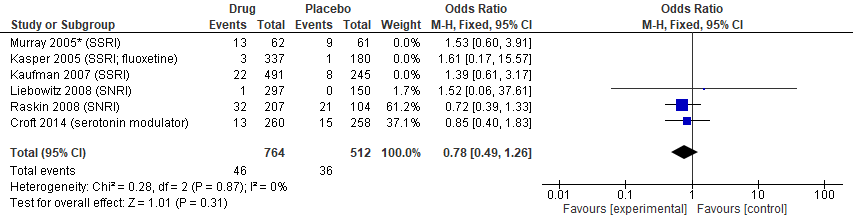 Drug Placebo Odds Ratio Odds Ratio
Study or Subgroup Events Total Events Total Weight M-H, Fixed, 95% CI M-H, Fixed, 95% CI
Murray 2005* (SSRI) 13 62 9 61 0.0% 1.53 [0.60, 3.91]
Kasper 2005 (SSRI; fluoxetine) 3 337 1 180 0.0% 1.61 [0.17, 15.57]
Kaufman 2007 (SSRI) 22 491 8 245 0.0% 1.39 [0.61, 3.17]
Liebowitz 2008 (SNRI) 1 297 0 150 1.7% 1.52 [0.06, 37.61]
Raskin 2008 (SNRI) 32 207 21 104 61.2% 0.72 [0.39, 1.33]
Croft 2014 (serotonin modulator) 13 260 15 258 37.1% 0.85 [0.40, 1.83]
Total (95% CI) 764 512 100.0% 0.78 [0.49, 1.26]
Total events 46 36
Heterogeneity: Chi² = 0.28, df = 2 (P = 0.87); I² = 0%
Test for overall effect: Z = 1.01 (P = 0.31)
0.01 0.1 1 10 100
Favours [experimental] Favours [control]